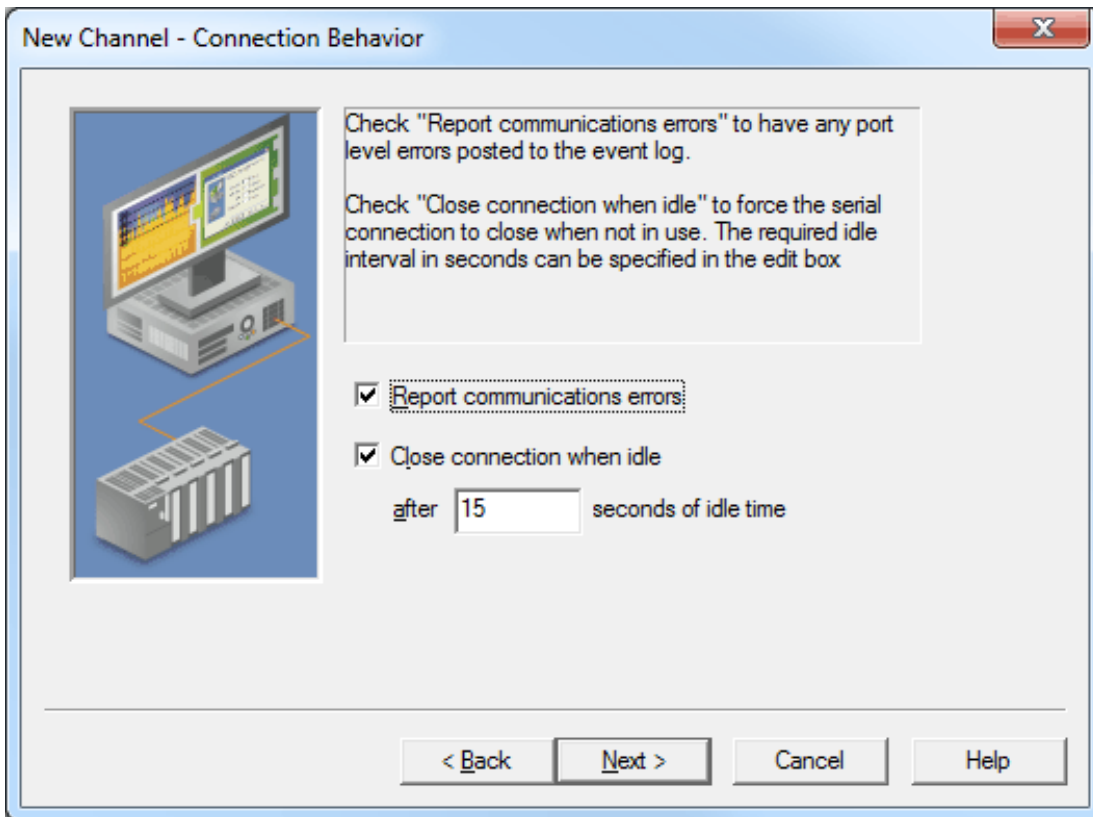 New Channel - Connection Behavior
Check "Report communications errors" to have any port
level errors posted to the event log.
Check "Close connection when idle" to force the serial
connection to close when not in use. The required idle
interval in seconds can be specified in the edit box
Report communications errors
Close connection when idle
after 15 seconds of idle time
< Back Next > Cancel Help